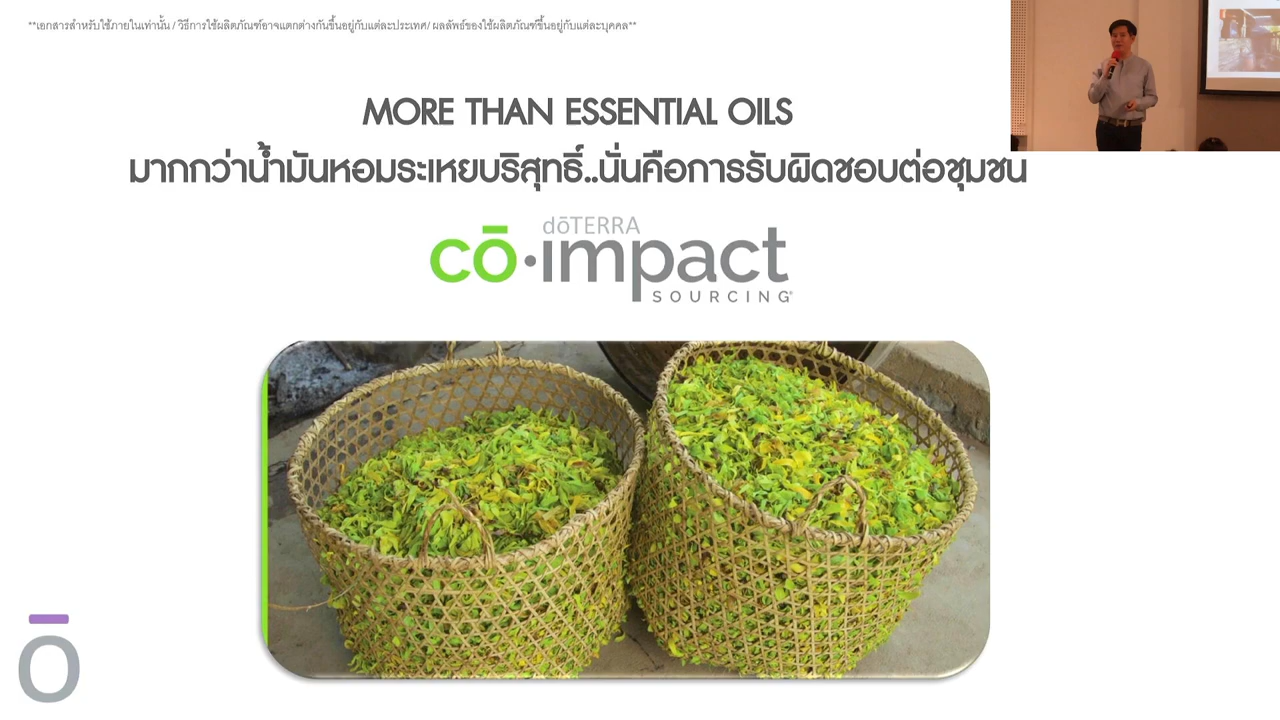 **เอกสารสำหรับใช้ภายในเท่านั้น / วิธีการใช้ผลิตภัณฑ์อาจแตกต่างกันขึ้นอยู่กับแต่ละประเทศ/ ผลลัพธ์ของใช้ผลิตภัณฑ์ขึ้นอยู่กับแต่ละบุคคล**
MORE THAN ESSENTIAL OILS
มากกว่าน้ำมันหอมระเหยบริสุทธิ์..นั่นคือการรับผิดชอบต่อชุมชน
dōTERRA
cō•impact
SOURCING®
ō